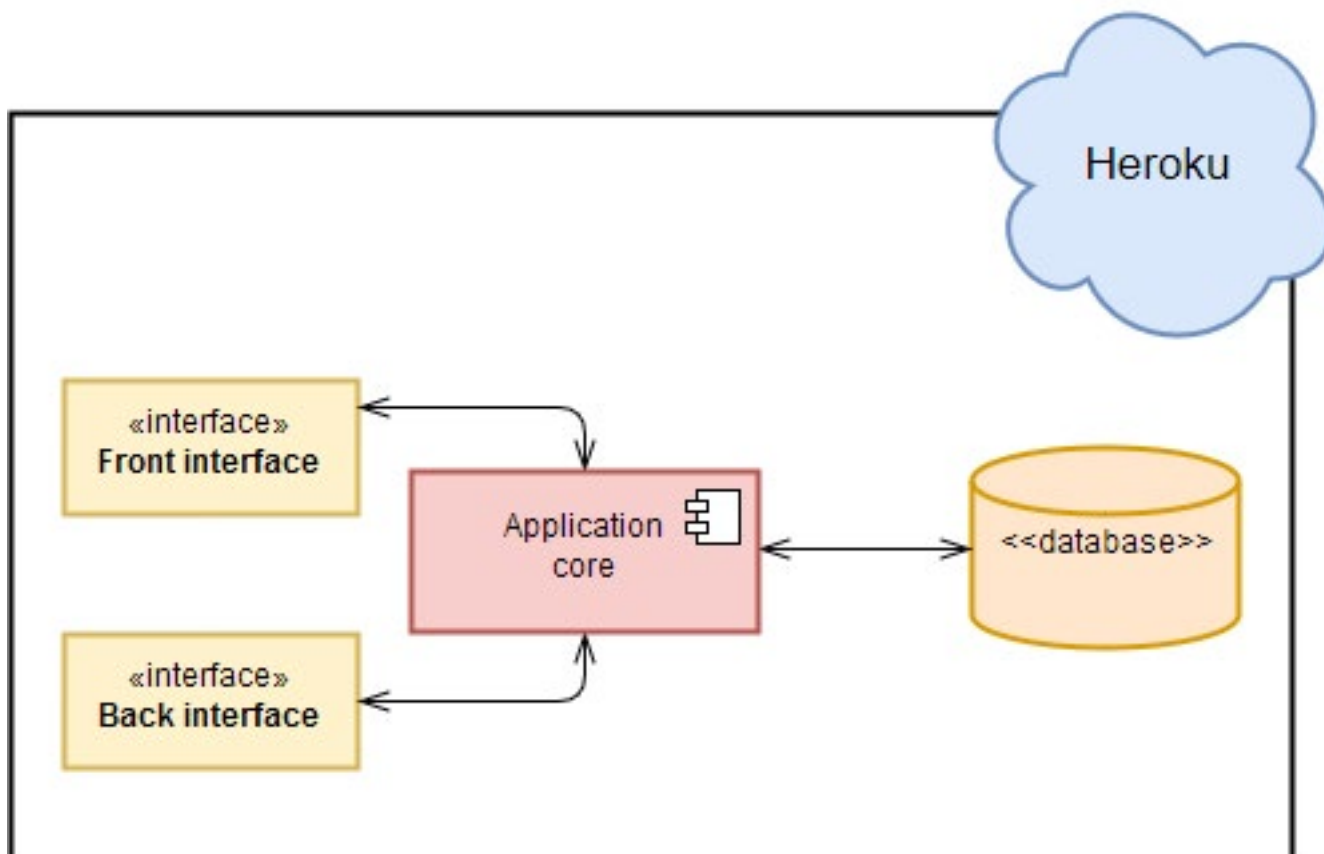 Heroku
«interface»
Front interface
Application
core
<<database>>
«interface»
Back interface